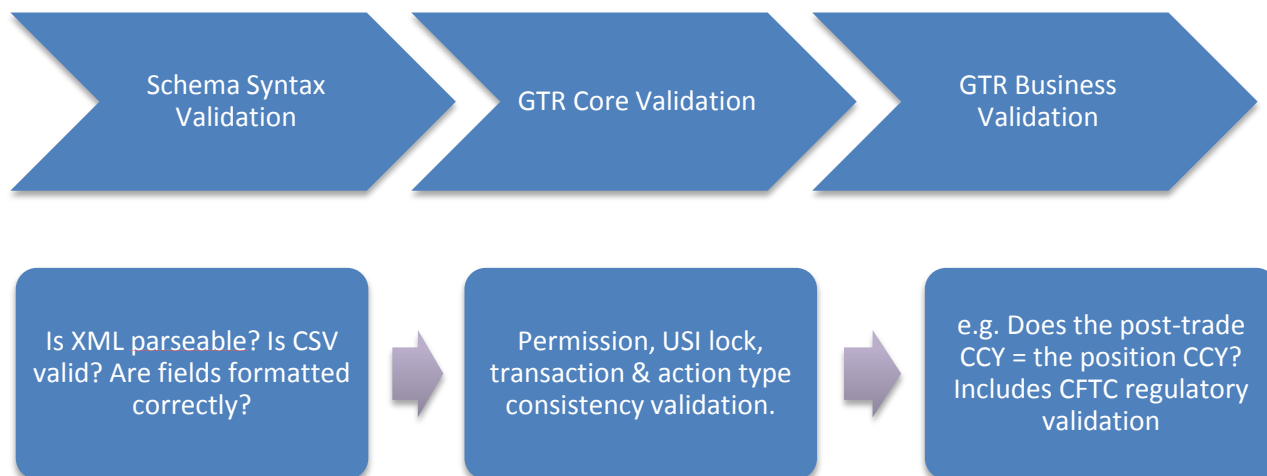 Schema Syntax
Validation
GTR Core Validation
GTR Business
Validation
Is XML parseable? Is CSV
valid? Are fields formatted
correctly?
Permission, USI lock,
transaction & action type
consistency validation.
e.g. Does the post-trade
CCY = the position CCY?
Includes CFTC regulatory
validation